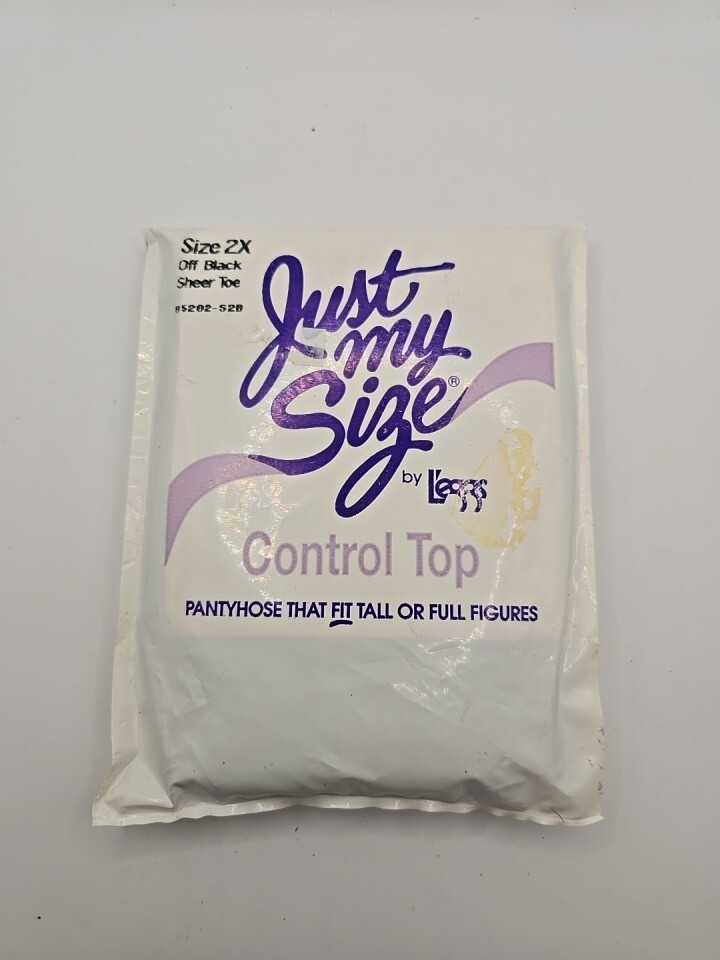 Size 2X
Off Black
Sheer Toe
85202-S2B
Just
my
Size®
by L'eggs
Control Top
PANTYHOSE THAT FIT TALL OR FULL FIGURES